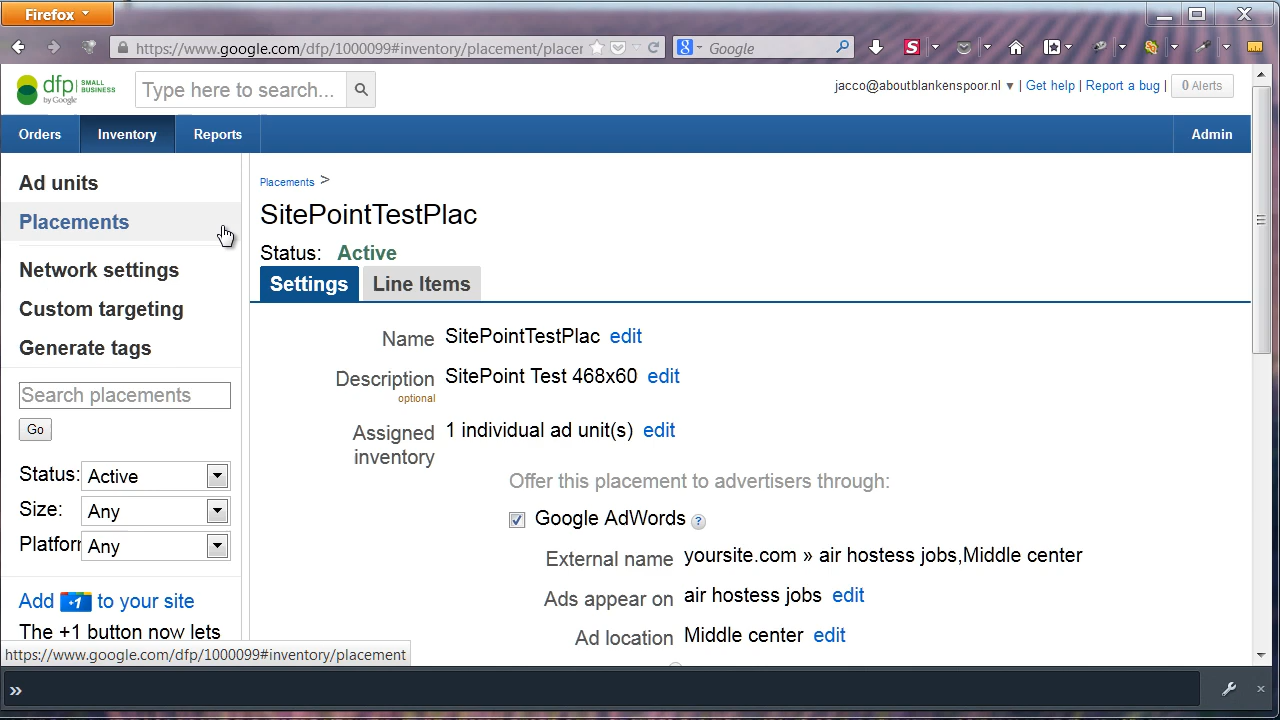 Firefox
https://www.google.com/dfp/1000099#inventory/placement/placer
Google
dfp SMALL BUSINESS
by Google
Type here to search...
jacco@aboutblankenspoor.nl ▼ | Get help | Report a bug |
0 Alerts
Orders
Inventory
Reports
Admin
Ad units
Placements
Network settings
Custom targeting
Generate tags
Search placements
Go
Status: Active
Size: Any
Platfor Any
Add +1 to your site
The +1 button now lets
Placements >
SitePointTestPlac
Status: Active
Settings
Line Items
Name SitePointTestPlac edit
Description SitePoint Test 468x60 edit
optional
Assigned 1 individual ad unit(s) edit
inventory
Offer this placement to advertisers through:
Google AdWords ?
External name yoursite.com » air hostess jobs,Middle center
Ads appear on air hostess jobs edit
Ad location Middle center edit
https://www.google.com/dfp/1000099#inventory/placement